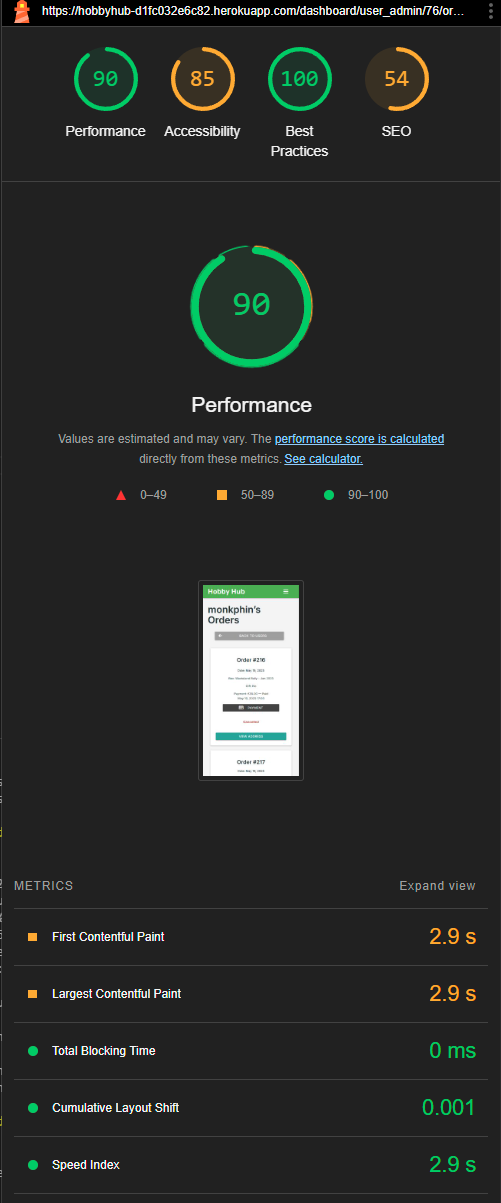 https://hobbyhub-d1fc032e6c82.herokuapp.com/dashboard/user_admin/76/or…
90
85
100
54
Performance
Accessibility
Best
Practices
SEO
90
Performance
Values are estimated and may vary. The performance score is calculated
directly from these metrics. See calculator.
0–49
50–89
90–100
Hobby Hub
monkphin's
Orders
Order #216
VIEW ADDRESS
Order #217
METRICS
Expand view
First Contentful Paint
2.9 s
Largest Contentful Paint
2.9 s
Total Blocking Time
0 ms
Cumulative Layout Shift
0.001
Speed Index
2.9 s